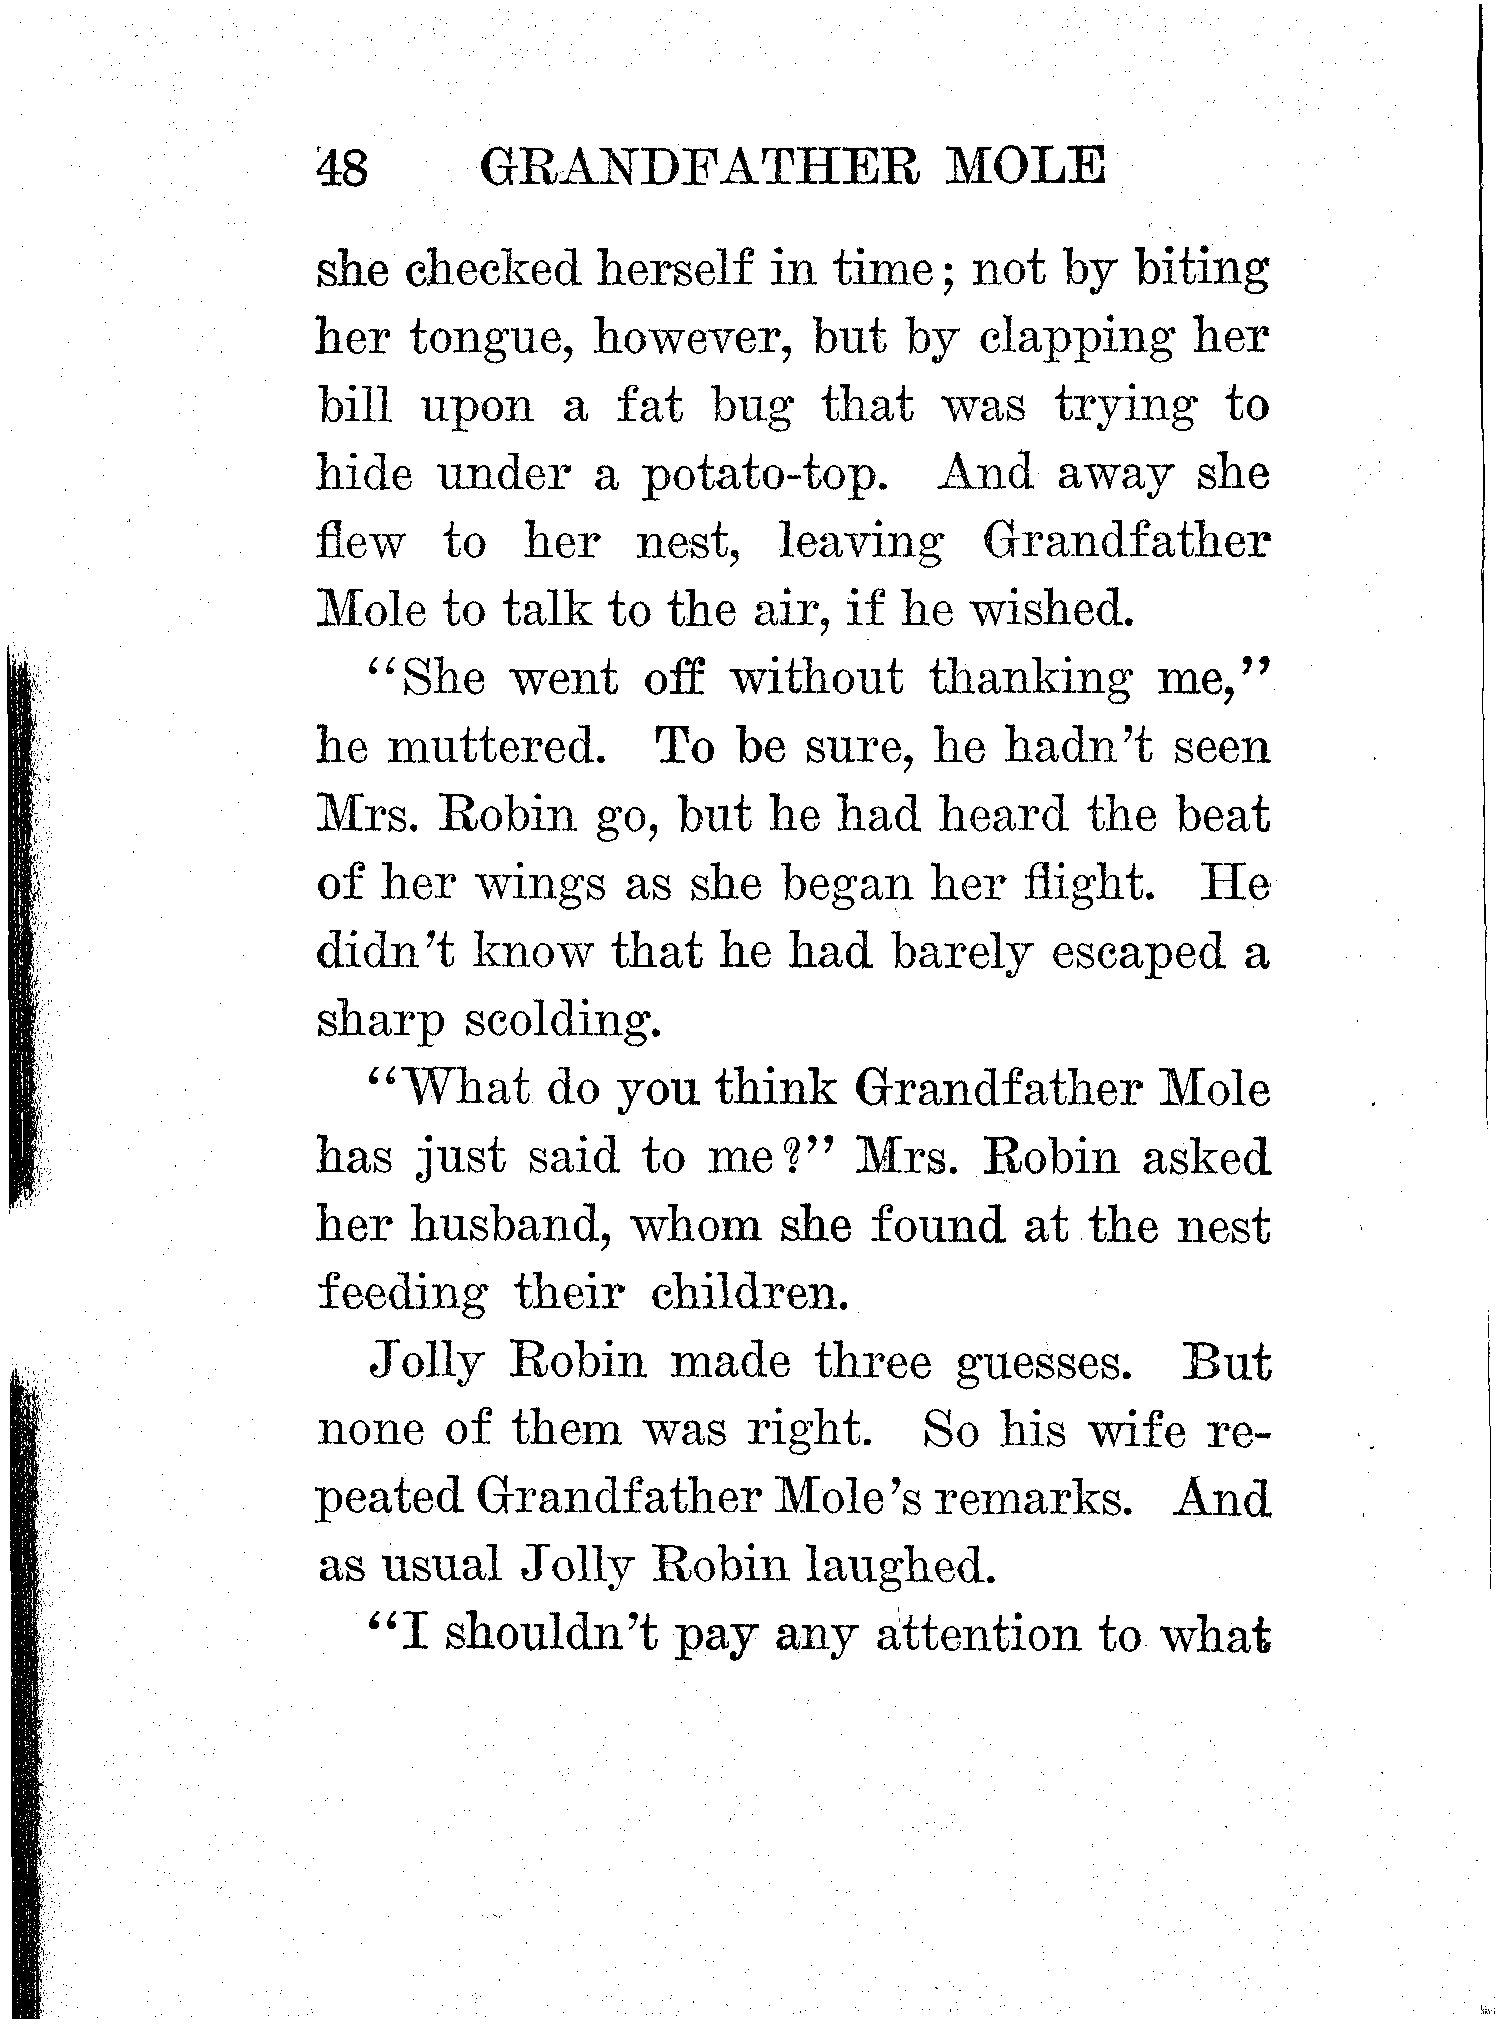 48 GRANDFATHER MOLE
she checked herself in time; not by biting
her tongue, however, but by clapping her
bill upon a fat bug that was trying to
hide under a potato-top. And away she
flew to her nest, leaving Grandfather
Mole to talk to the air, if he wished.
"She went off without thanking me,"
he muttered. To be sure, he hadn't seen
Mrs. Robin go, but he had heard the beat
of her wings as she began her flight. He
didn't know that he had barely escaped a
sharp scolding.
"What do you think Grandfather Mole
has just said to me?" Mrs. Robin asked
her husband, whom she found at the nest
feeding their children.
Jolly Robin made three guesses. But
none of them was right. So his wife re-
peated Grandfather Mole's remarks. And
as usual Jolly Robin laughed.
"I shouldn't pay any attention to what